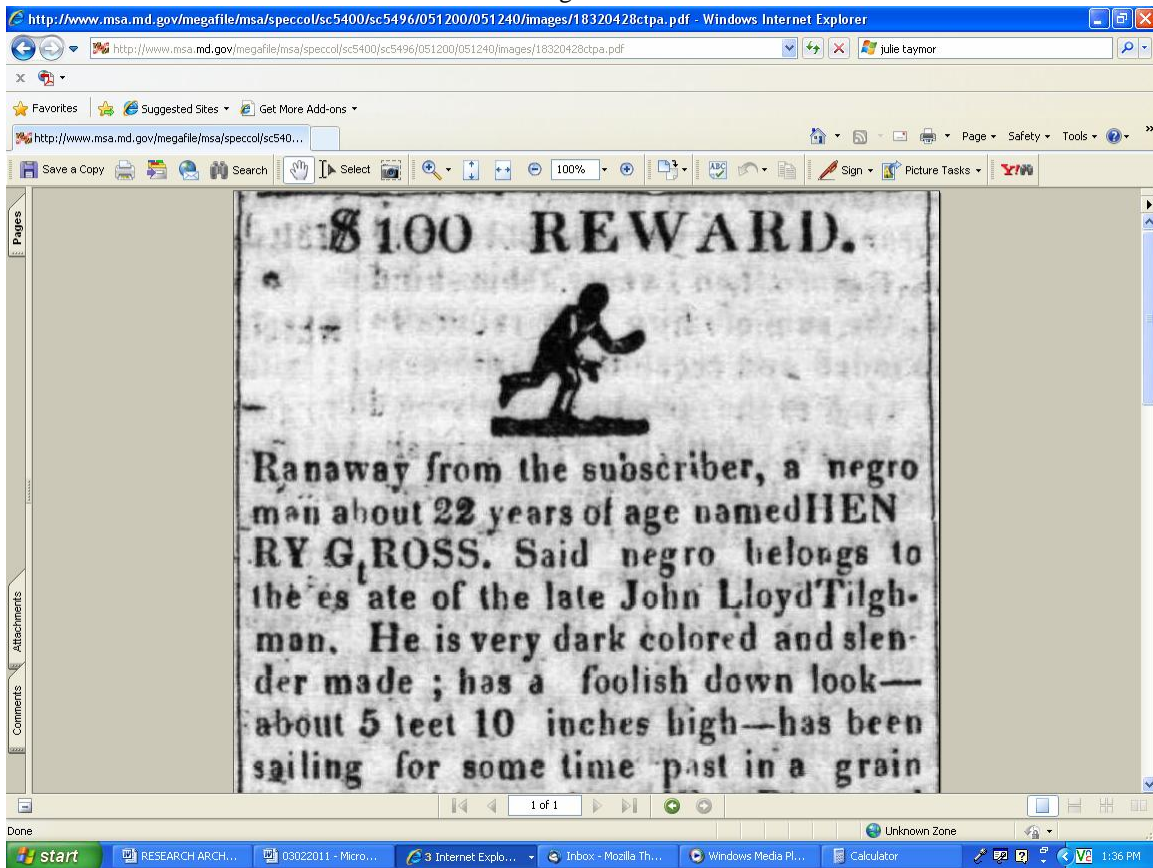 http://www.msa.md.gov/megafile/msa/speccol/sc5400/sc5496/051200/051240/images/18320428ctpa.pdf - Windows Internet Explorer
http://www.msa.md.gov/megafile/msa/speccol/sc5400/sc5496/051200/051240/images/18320428ctpa.pdf
julie taymor
x
Favorites Suggested Sites Get More Add-ons
http://www.msa.md.gov/megafile/msa/speccol/sc540... Page Safety Tools »
Save a Copy Search Select 100% Sign Picture Tasks Y!
Pages
$100 REWARD.
Ranaway from the subscriber, a negro
man about 22 years of age named HEN
RY G. ROSS. Said negro belongs to
t
the es ate of the late John Lloyd Tilgh-
man. He is very dark colored and slen-
der made ; has a foolish down look—
about 5 teet 10 inches high—has been
sailing for some time past in a grain
Attachments
Comments
1 of 1
Done Unknown Zone
start RESEARCH ARCH... 03022011 - Micro... 3 Internet Explo... Inbox - Mozilla Th... Windows Media Pl... Calculator 1:36 PM